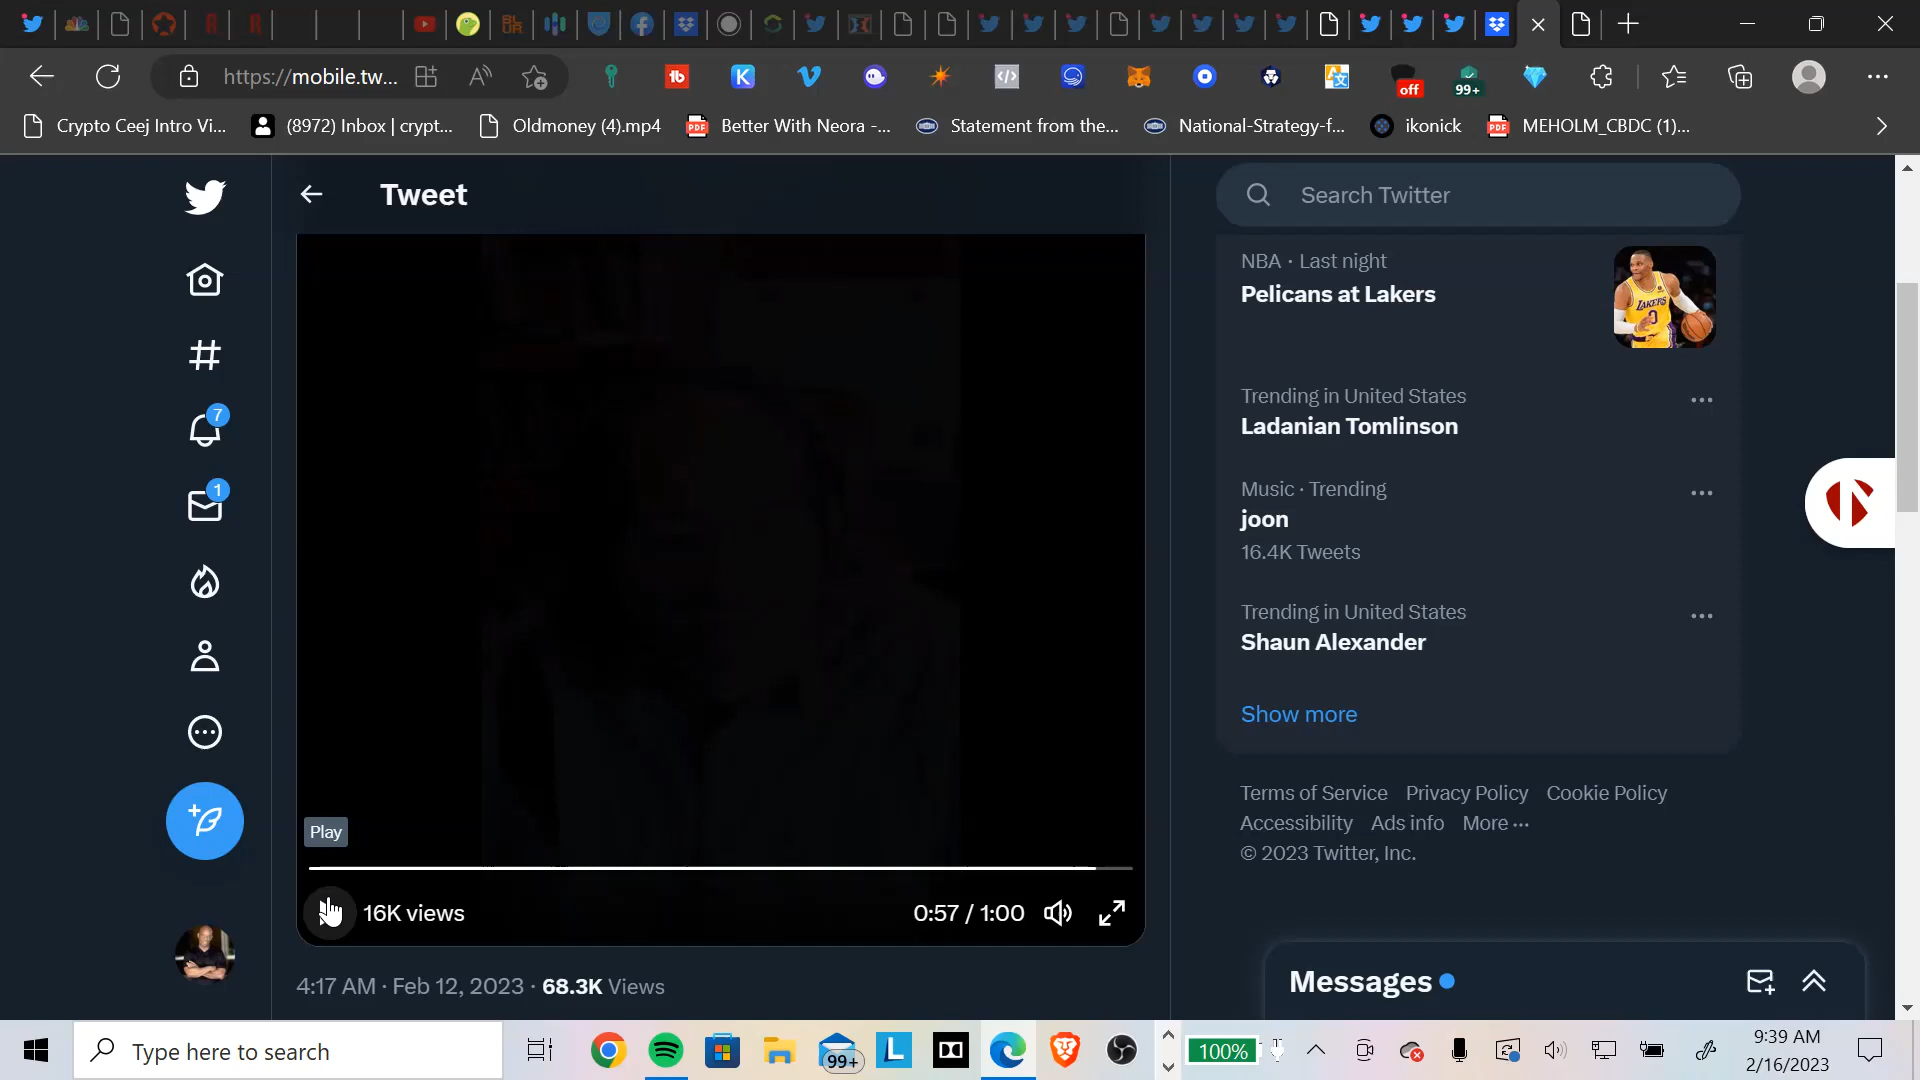 https://mobile.tw...
off
99+
Crypto Ceej Intro Vi...
(8972) Inbox | crypt...
Oldmoney (4).mp4
Better With Neora -...
Statement from the...
National-Strategy-f...
ikonick
MEHOLM_CBDC (1)...
Tweet
Search Twitter
NBA · Last night
Pelicans at Lakers
Trending in United States
Ladanian Tomlinson
Music · Trending
joon
16.4K Tweets
Trending in United States
Shaun Alexander
Show more
7
1
Play
16K views
0:57 / 1:00
4:17 AM · Feb 12, 2023 · 68.3K Views
Terms of Service Privacy Policy Cookie Policy
Accessibility Ads info More ···
© 2023 Twitter, Inc.
Messages
Type here to search
99+
100%
9:39 AM
2/16/2023